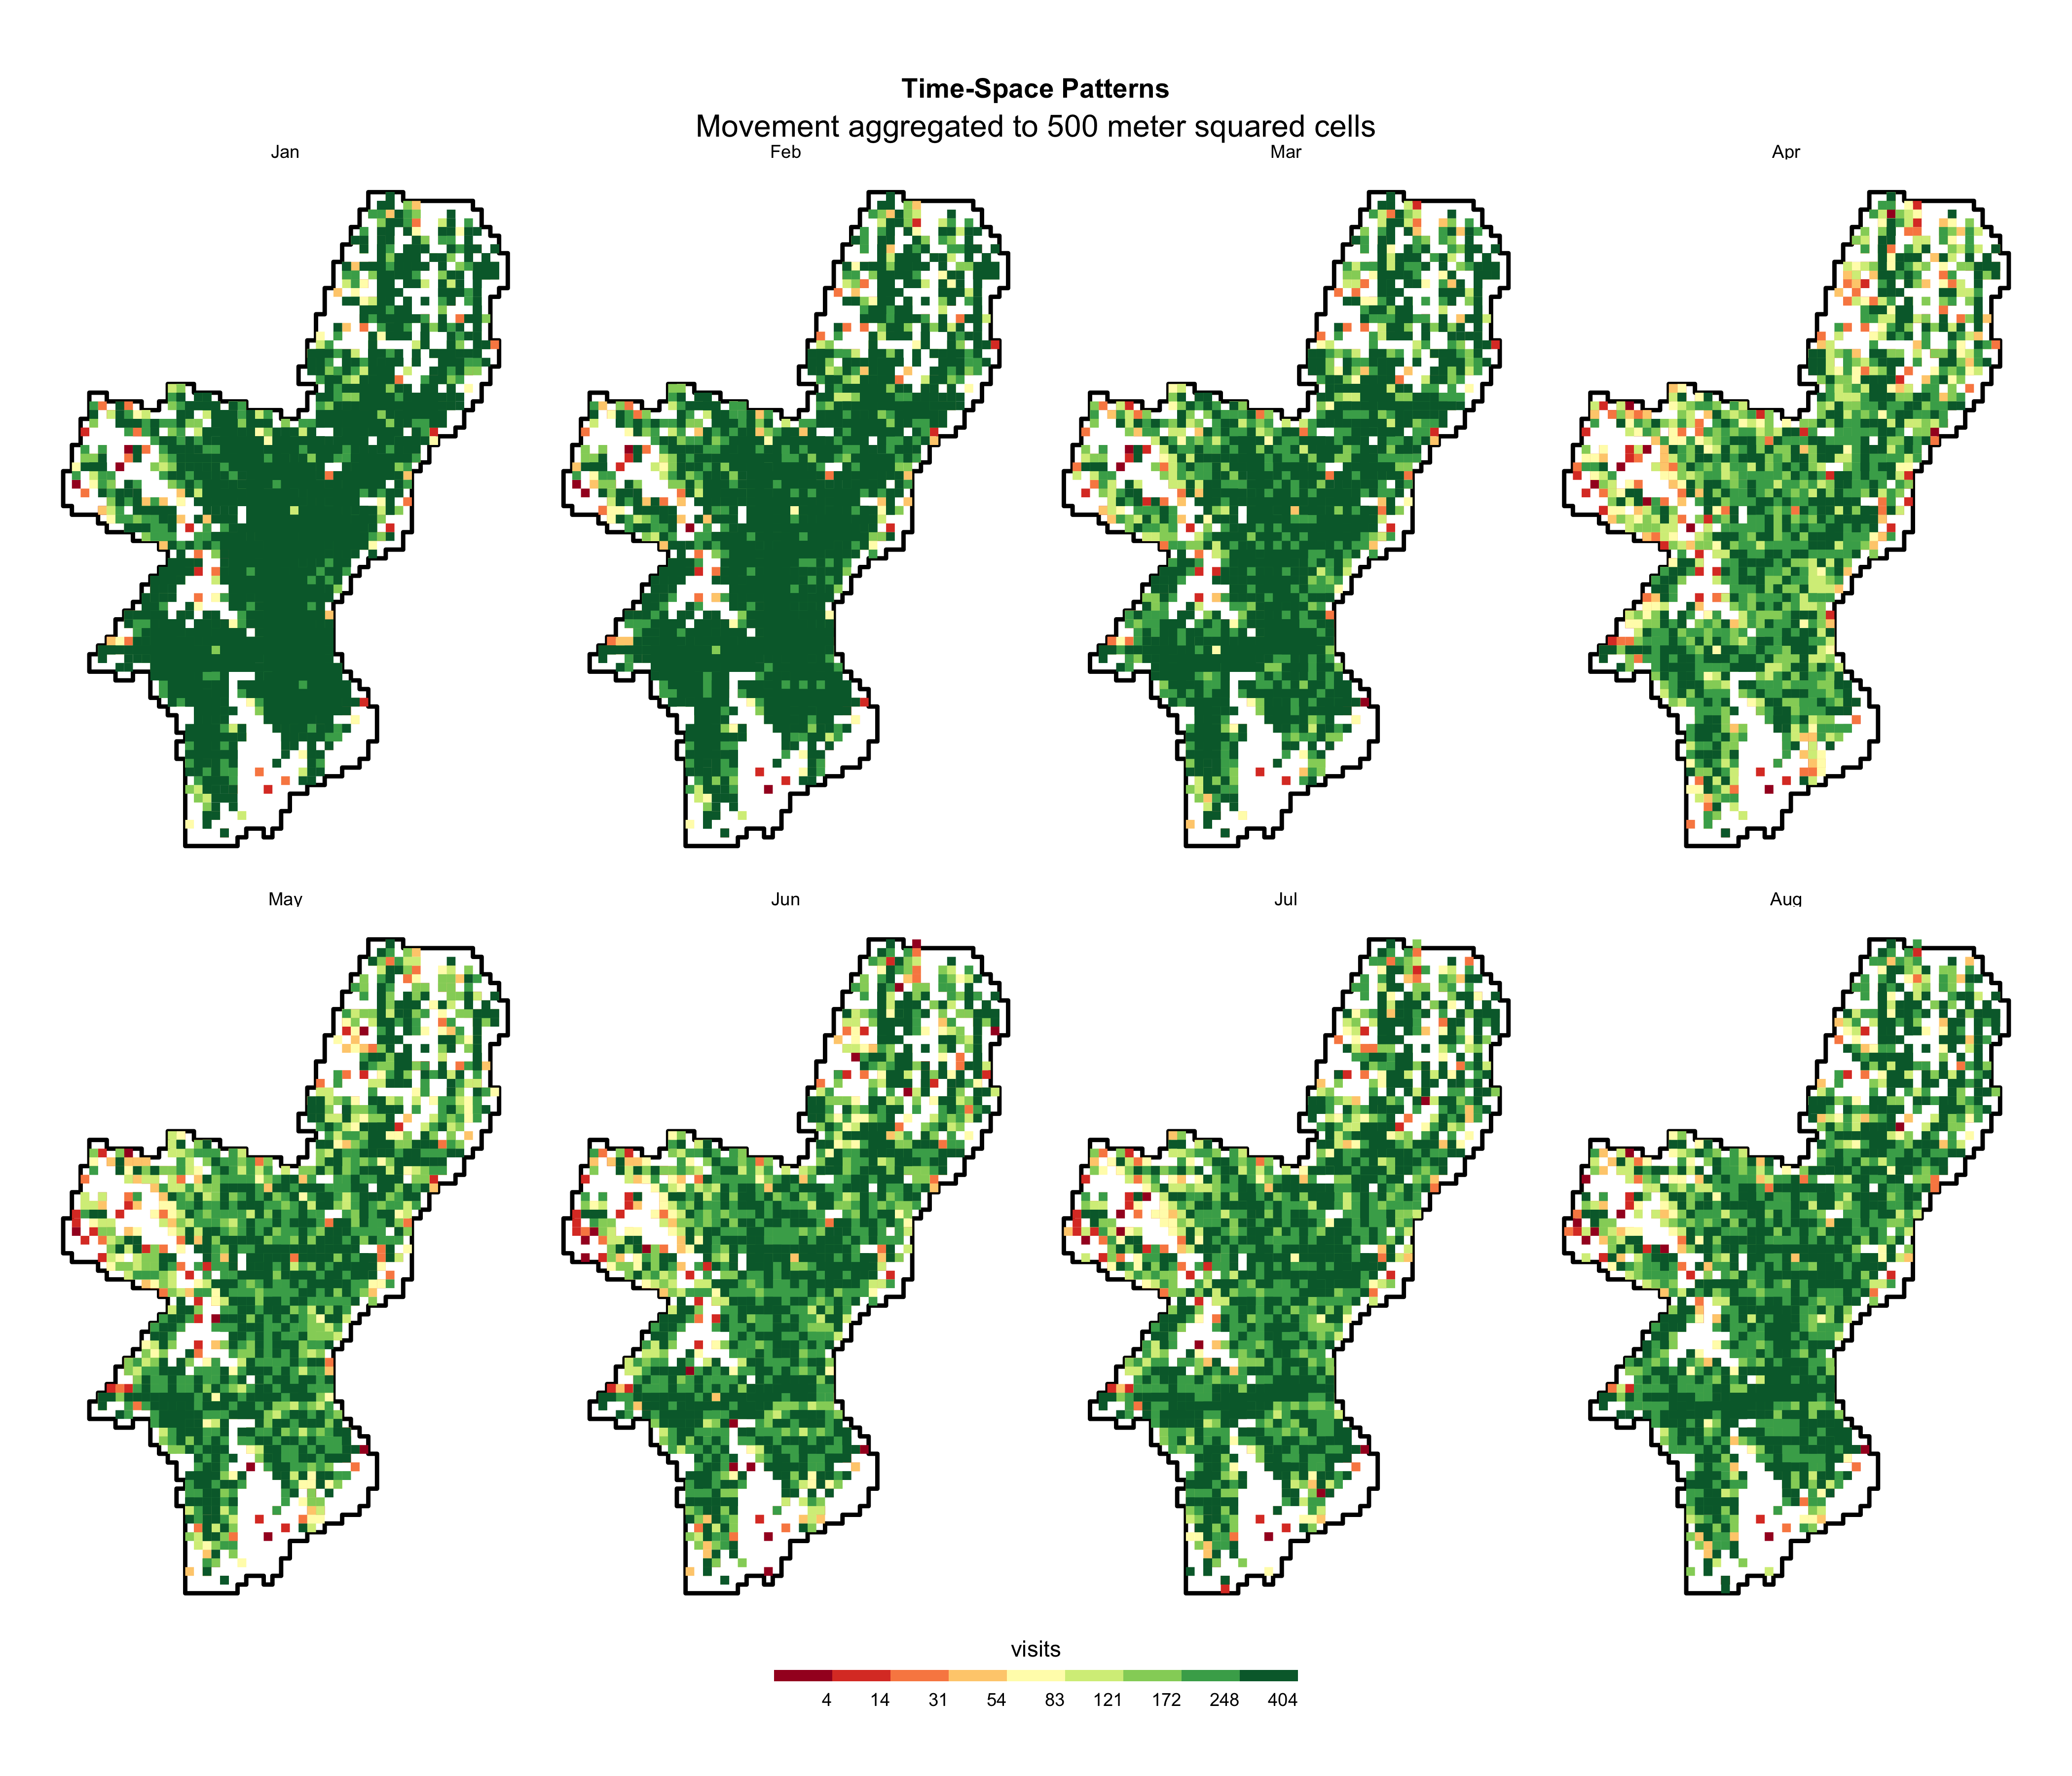 Time-Space Patterns
Movement aggregated to 500 meter squared cells
Jan Feb Mar Apr
May Jun Jul Aug
visits
4 14 31 54 83 121 172 248 404